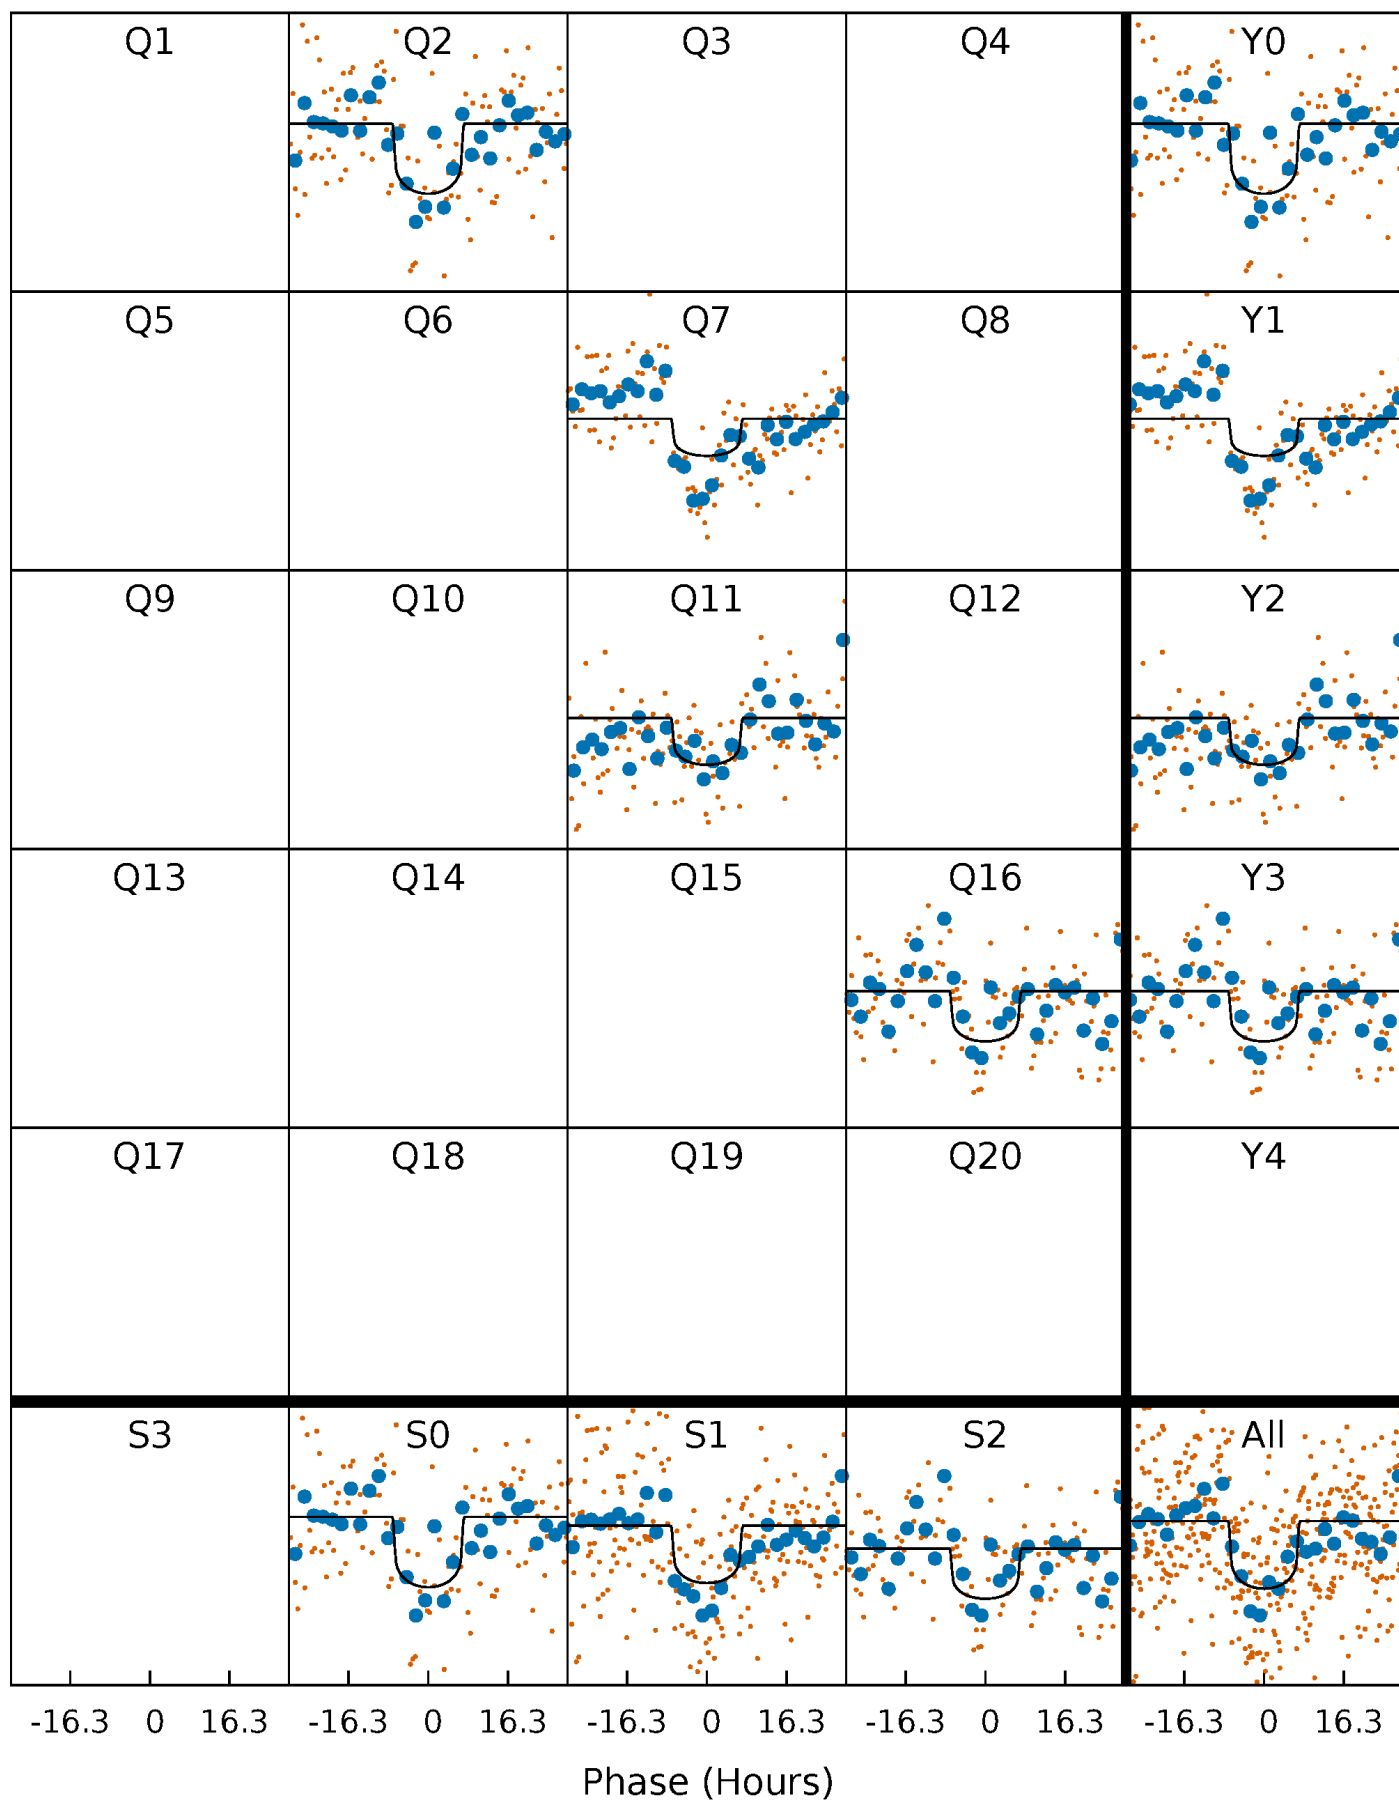 Q1 Q2 Q3 Q4 Y0
Q5 Q6 Q7 Q8 Y1
Q9 Q10 Q11 Q12 Y2
Q13 Q14 Q15 Q16 Y3
Q17 Q18 Q19 Q20 Y4
S3 S0 S1 S2 All
-16.3 0 16.3 -16.3 0 16.3 -16.3 0 16.3 -16.3 0 16.3 -16.3 0 16.3
Phase (Hours)